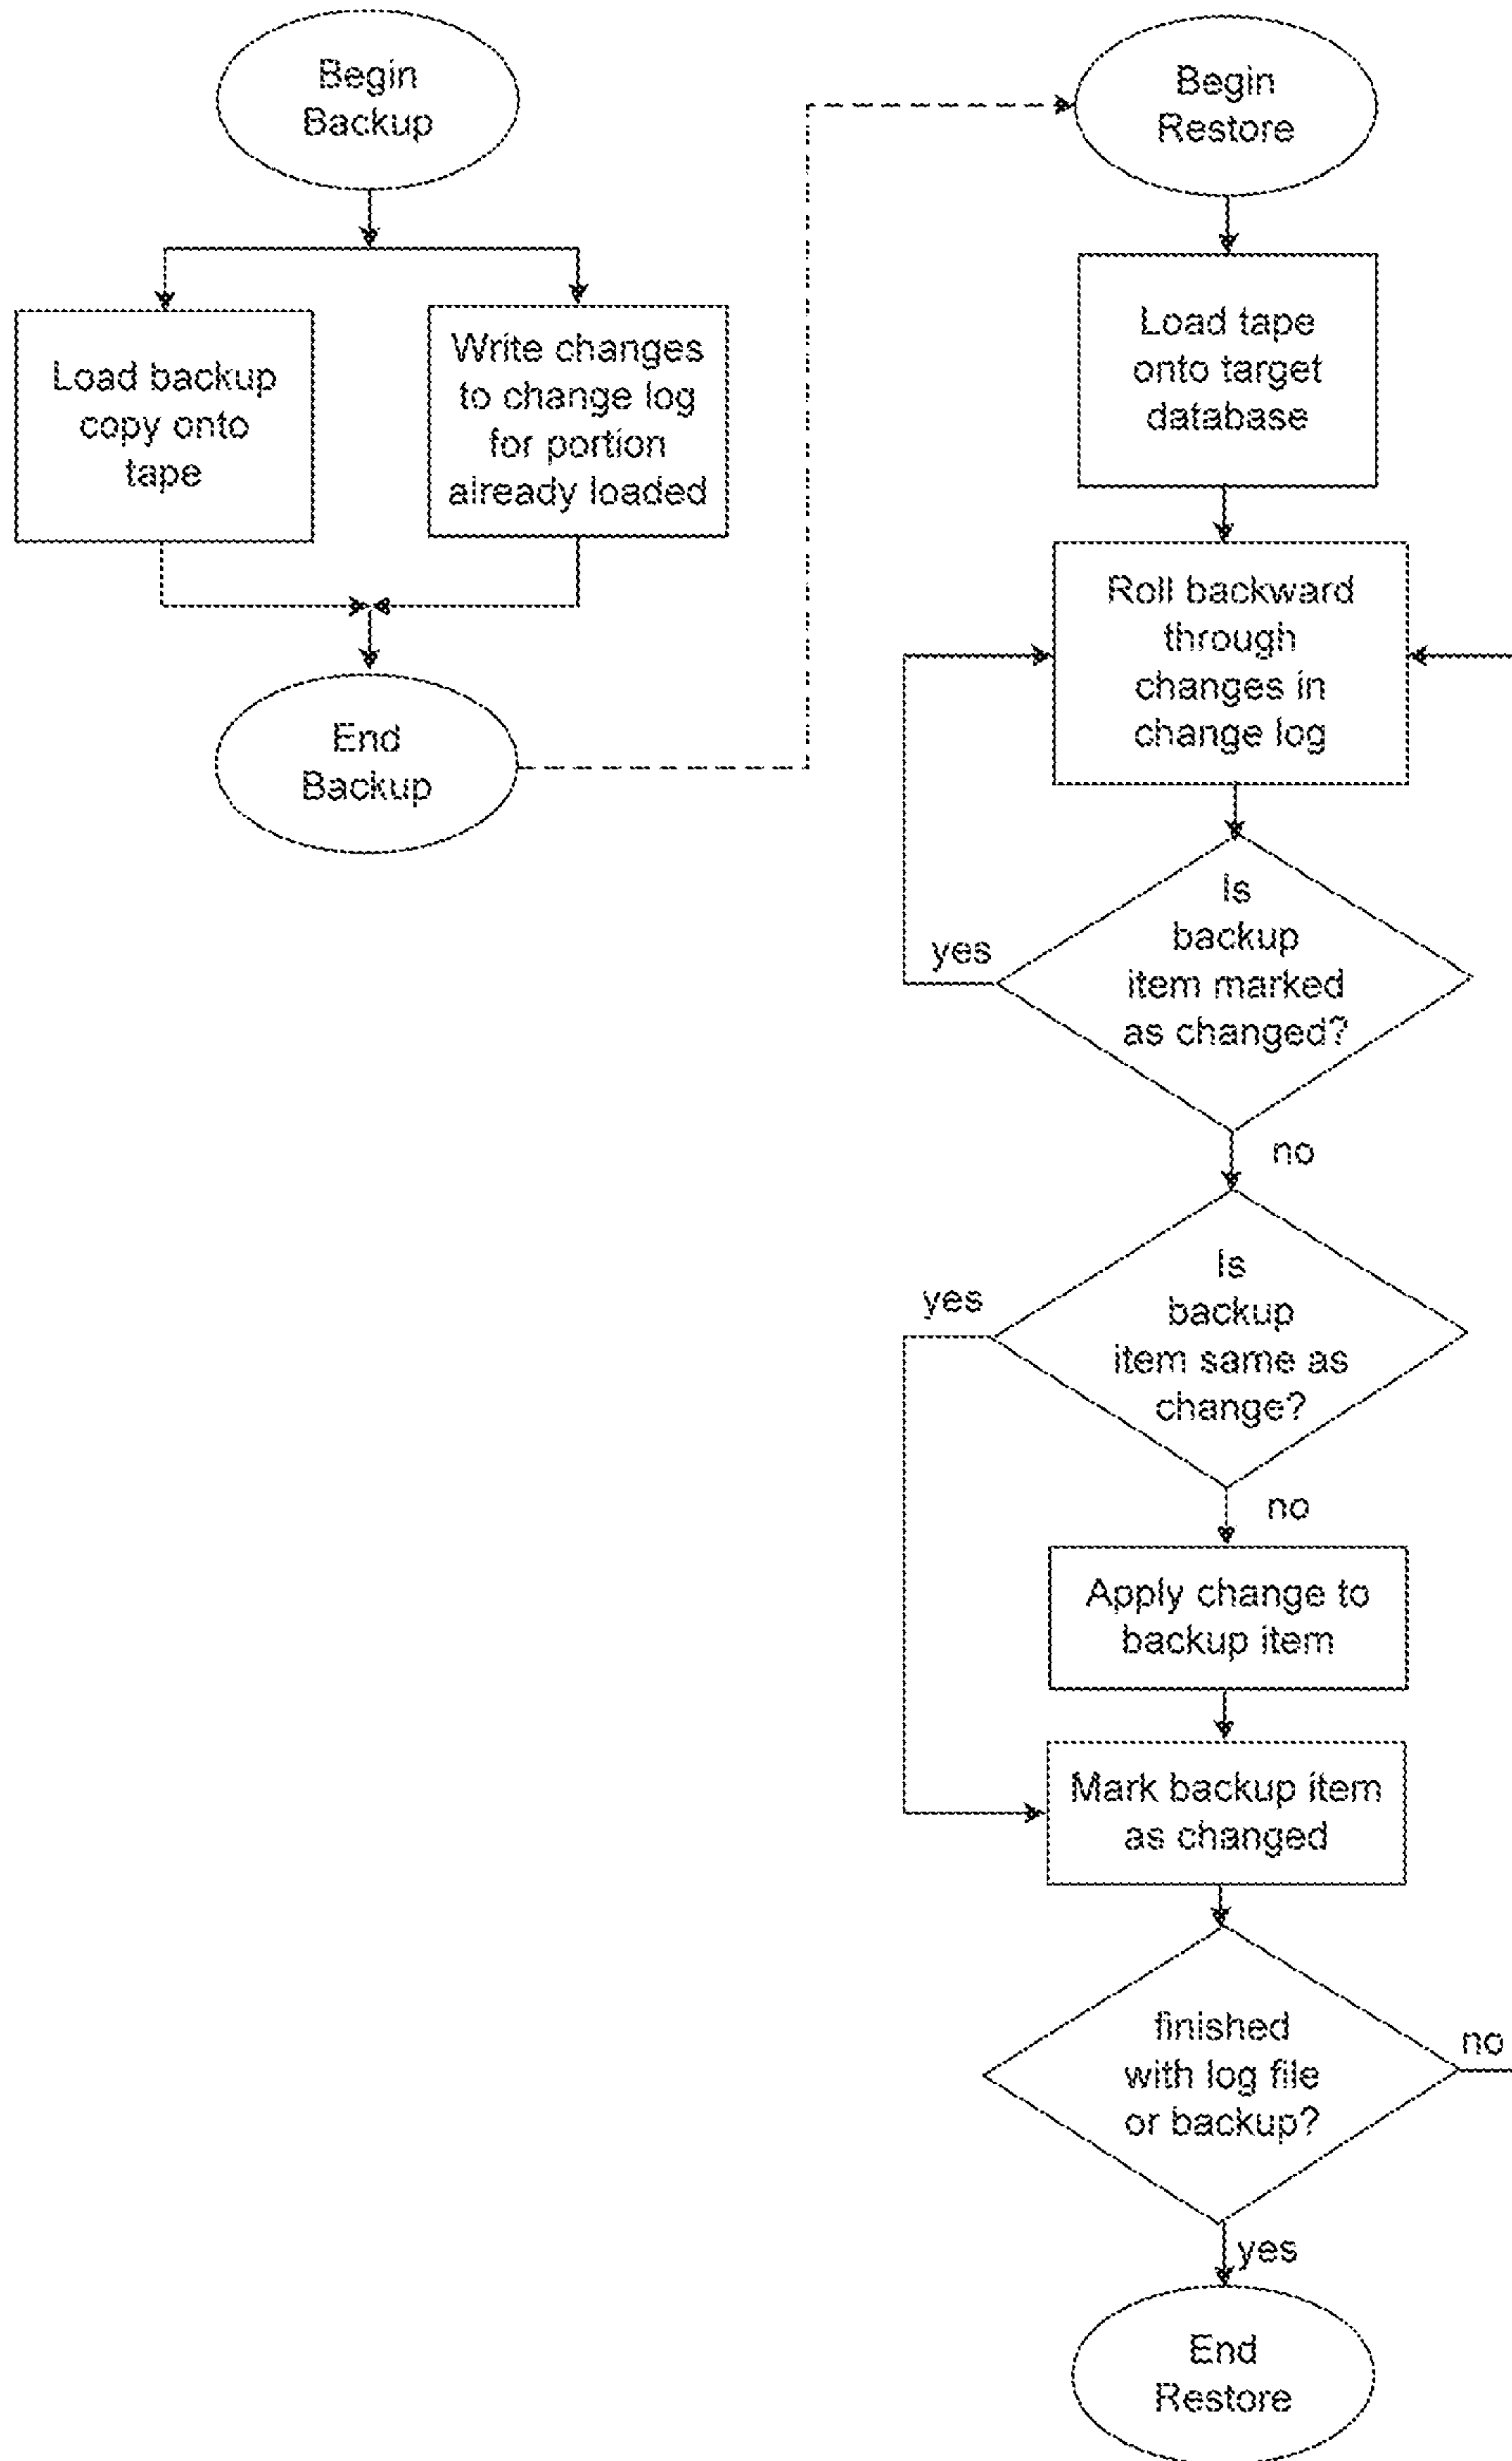 Begin
Backup
Load backup
copy onto
tape
Write changes
to change log
for portion
already loaded
End
Backup
Begin
Restore
Load tape
onto target
database
Roll backward
through
changes in
change log
Is
backup
item marked
as changed?
yes
no
Is
backup
item same as
change?
yes
no
Apply change to
backup item
Mark backup item
as changed
finished
with log file
or backup?
no
yes
End
Restore